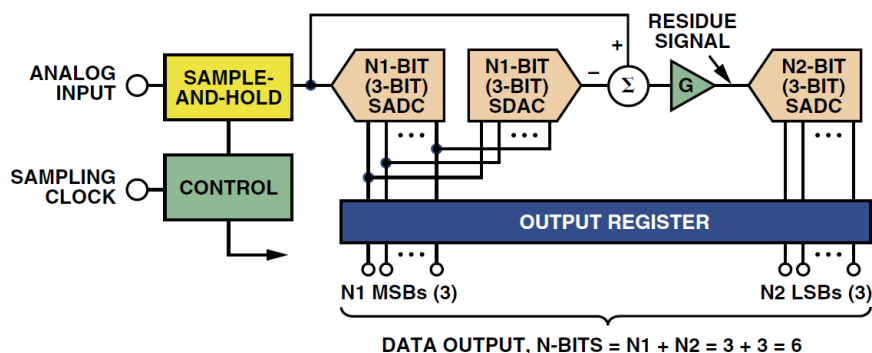 RESIDUE
SIGNAL
ANALOG
INPUT
SAMPLE-
AND-HOLD
N1-BIT
(3-BIT)
SADC
N1-BIT
(3-BIT)
SDAC
+
–
Σ
G
N2-BIT
(3-BIT)
SADC
SAMPLING
CLOCK
CONTROL
OUTPUT REGISTER
N1 MSBs (3)
N2 LSBs (3)
DATA OUTPUT, N-BITS = N1 + N2 = 3 + 3 = 6